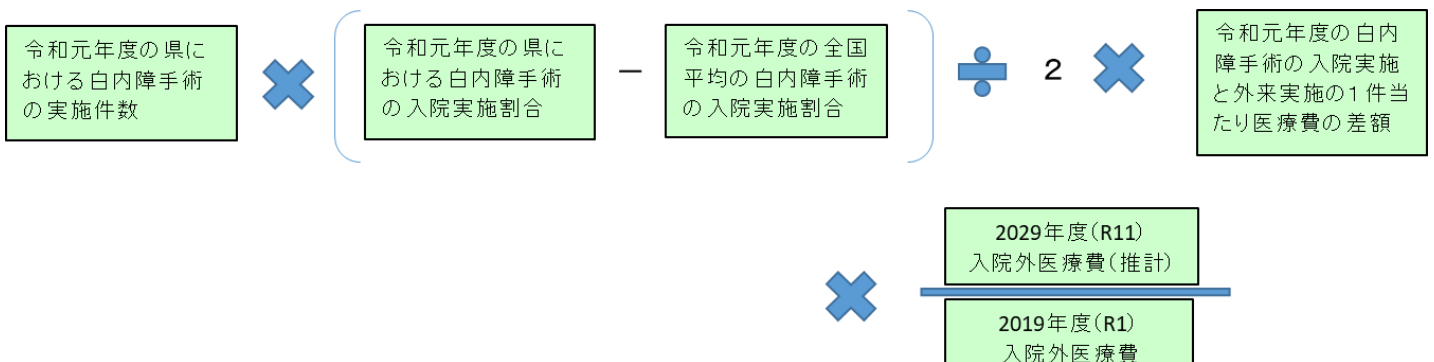 令和元年度の県に
おける白内障手術
の実施件数
令和元年度の県に
おける白内障手術
の入院実施割合
－
令和元年度の全国
平均の白内障手術
の入院実施割合
÷
2
令和元年度の白内
障手術の入院実施
と外来実施の1件当
たり医療費の差額
2029年度(R11)
入院外医療費(推計)
2019年度(R1)
入院外医療費